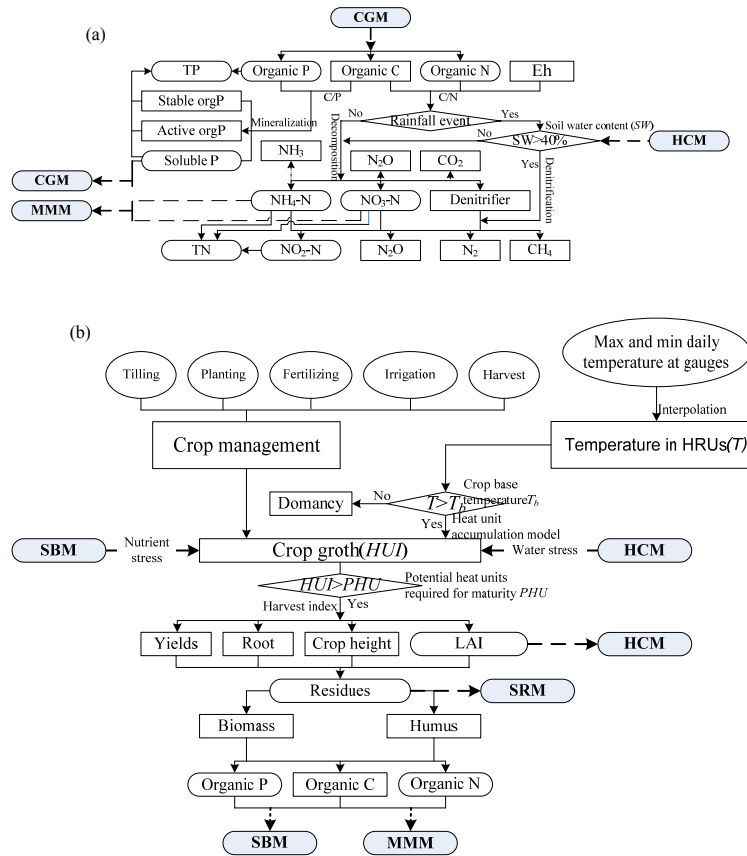 (a)
CGM
TP
Organic P
Organic C
Organic N
Eh
C/P
C/N
Stable orgP
Active orgP
Soluble P
Mineralization
Decomposition
No
Rainfall event
Yes
Soil water content (SW)
No
SW>40%
HCM
Yes
Denitrification
NH3
N2O
CO2
CGM
MMM
NH4-N
NO3-N
Denitrifier
TN
NO2-N
N2O
N2
CH4
(b)
Max and min daily
temperature at gauges
Tilling
Planting
Fertilizing
Irrigation
Harvest
Interpolation
Crop management
Temperature in HRUs(T)
Domancy
No
T>Tb
Crop base
temperatureTb
Yes
Heat unit
accumulation model
SBM
Nutrient
stress
Crop groth(HUI)
Water stress
HCM
HUI>PHU
Potential heat units
required for maturity PHU
Harvest index
Yes
Yields
Root
Crop height
LAI
HCM
Residues
SRM
Biomass
Humus
Organic P
Organic C
Organic N
SBM
MMM